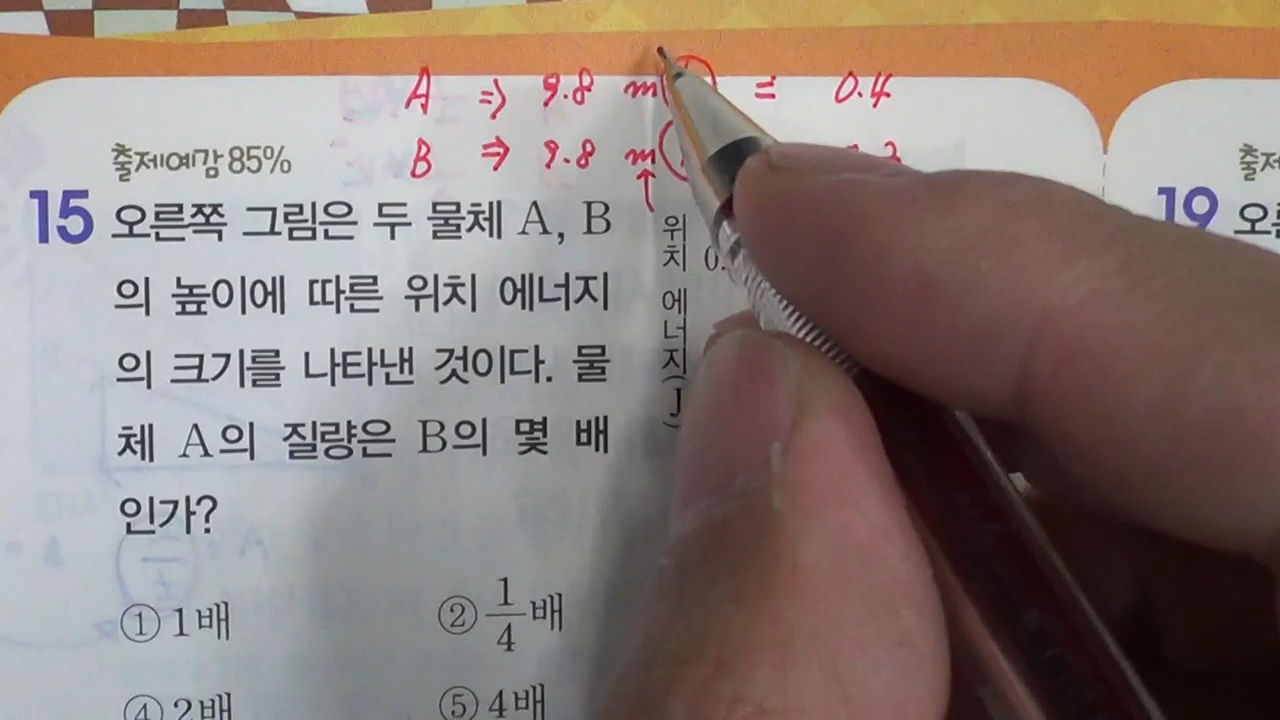 A ⇒ 9.8 m = 0.4
B ⇒ 9.8 m
출제예감 85%
15 오른쪽 그림은 두 물체 A, B
의 높이에 따른 위치 에너지
의 크기를 나타낸 것이다. 물
체 A의 질량은 B의 몇 배
인가?
① 1배 ② 1/4배
④ 2배 ⑤ 4배
위치 에너지(J)
19